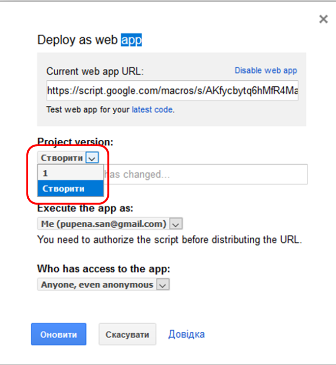 Deploy as web app
Current web app URL:
Disable web app
https://script.google.com/macros/s/AKfycbytq6hMfR4Ma
Test web app for your latest code.
Project version:
Створити
1
Створити
has changed...
Execute the app as:
Me (pupena.san@gmail.com)
You need to authorize the script before distributing the URL.
Who has access to the app:
Anyone, even anonymous
Оновити
Скасувати
Довідка